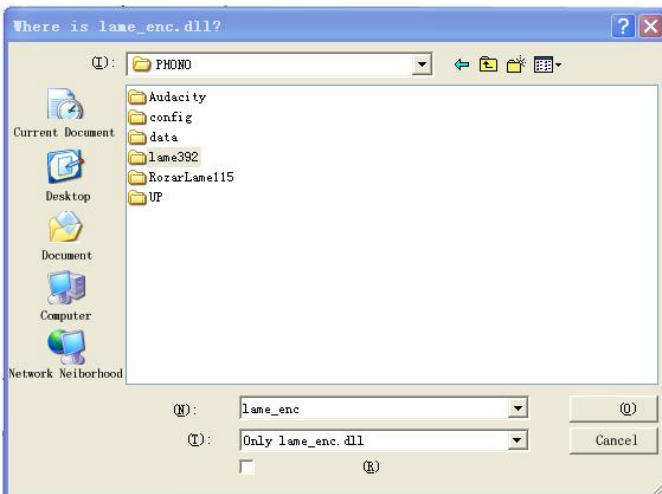 Where is lame_enc.dll?
(I): PHONO
Audacity
config
data
lame392
RozarLame115
UP
Current Document
Desktop
Document
Computer
Network Neiborhood
(N): lame_enc (O)
(T): Only lame_enc.dll Cancel
(R)